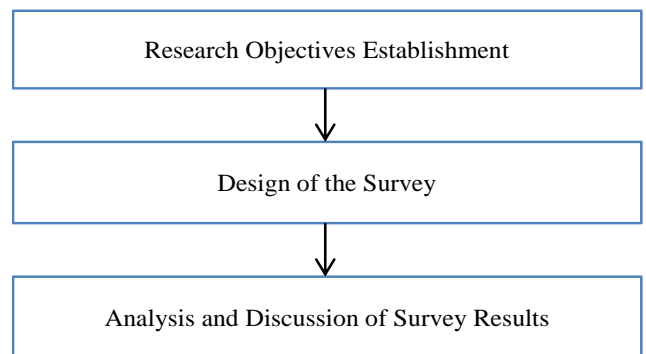 Research Objectives Establishment
Design of the Survey
Analysis and Discussion of Survey Results